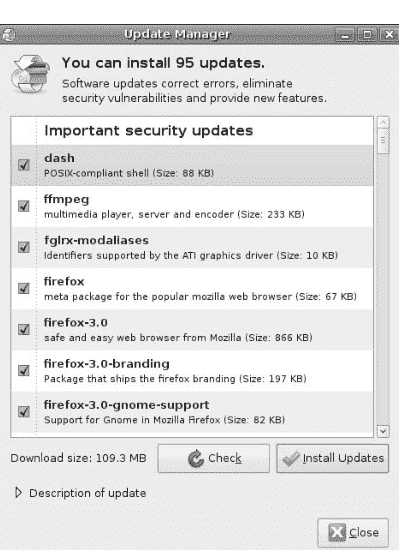 Update Manager
You can install 95 updates.
Software updates correct errors, eliminate
security vulnerabilities and provide new features.
Important security updates
dash
POSIX-compliant shell (Size: 88 KB)
ffmpeg
multimedia player, server and encoder (Size: 233 KB)
fglrx-modaliases
Identifiers supported by the ATI graphics driver (Size: 10 KB)
firefox
meta package for the popular mozilla web browser (Size: 67 KB)
firefox-3.0
safe and easy web browser from Mozilla (Size: 866 KB)
firefox-3.0-branding
Package that ships the firefox branding (Size: 197 KB)
firefox-3.0-gnome-support
Support for Gnome in Mozilla Firefox (Size: 82 KB)
Download size: 109.3 MB Check Install Updates
Description of update
Close